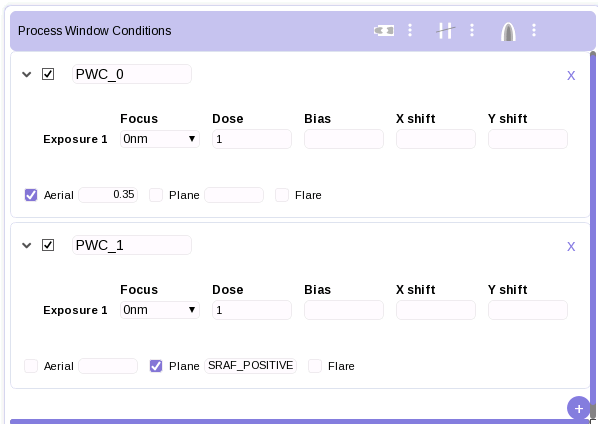 Process Window Conditions
PWC_0
X
Focus Dose Bias X shift Y shift
Exposure 1 0nm 1
Aerial 0.35 Plane Flare
PWC_1
X
Focus Dose Bias X shift Y shift
Exposure 1 0nm 1
Aerial Plane SRAF_POSITIVE Flare
+